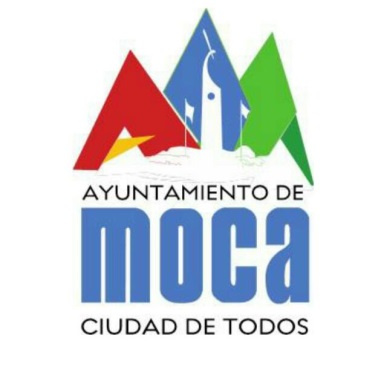 AYUNTAMIENTO DE
moca
CIUDAD DE TODOS